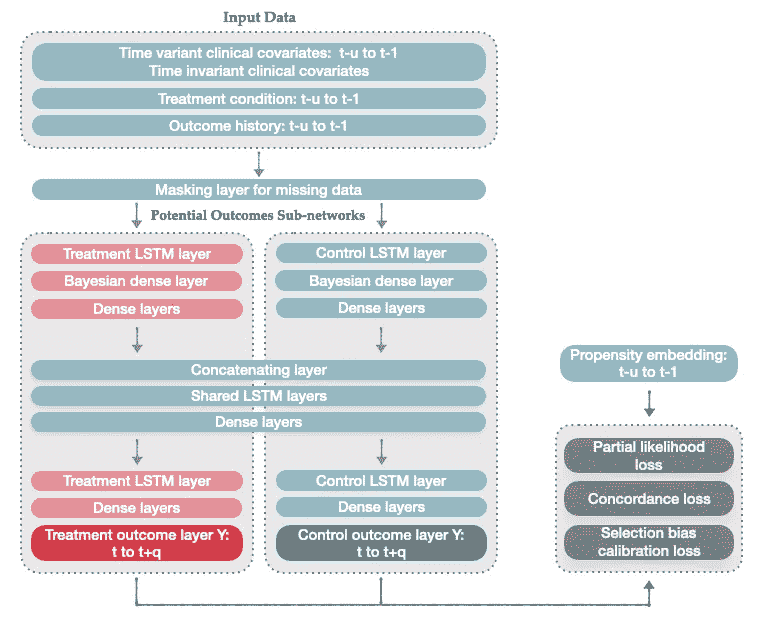 Input Data
Time variant clinical covariates: t-u to t-1
Time invariant clinical covariates
Treatment condition: t-u to t-1
Outcome history: t-u to t-1
Masking layer for missing data
Potential Outcomes Sub-networks
Treatment LSTM layer
Bayesian dense layer
Dense layers
Control LSTM layer
Bayesian dense layer
Dense layers
Concatenating layer
Shared LSTM layers
Dense layers
Treatment LSTM layer
Dense layers
Treatment outcome layer Y:
t to t+q
Control LSTM layer
Dense layers
Control outcome layer Y:
t to t+q
Propensity embedding:
t-u to t-1
Partial likelihood
loss
Concordance loss
Selection bias
calibration loss